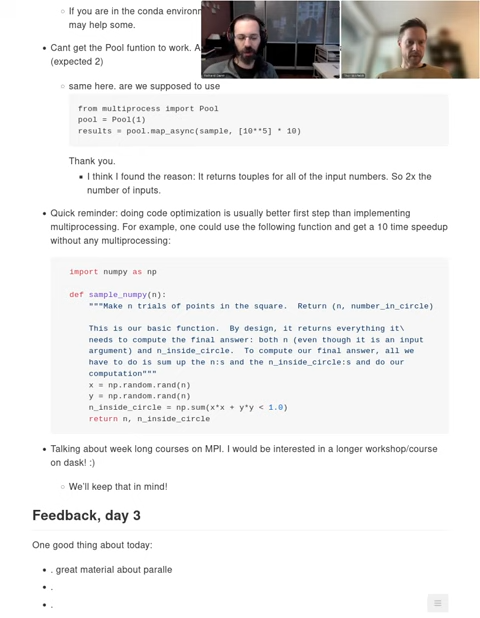 If you are in the conda environm
may help some.
Cant get the Pool funtion to work. A
(expected 2)
same here. are we supposed to use
from multiprocess import Pool
pool = Pool(1)
results = pool.map_async(sample, [10**5] * 10)
Thank you.
I think I found the reason: It returns touples for all of the input numbers. So 2x the
number of inputs.
Quick reminder: doing code optimization is usually better first step than implementing
multiprocessing. For example, one could use the following function and get a 10 time speedup
without any multiprocessing:
import numpy as np
def sample_numpy(n):
"""Make n trials of points in the square.  Return (n, number_in_circle)
This is our basic function.  By design, it returns everything it\
needs to compute the final answer: both n (even though it is an input
argument) and n_inside_circle.  To compute our final answer, all we
have to do is sum up the n:s and the n_inside_circle:s and do our
computation"""
x = np.random.rand(n)
y = np.random.rand(n)
n_inside_circle = np.sum(x*x + y*y < 1.0)
return n, n_inside_circle
Talking about week long courses on MPI. I would be interested in a longer workshop/course
on dask! :)
We'll keep that in mind!
Feedback, day 3
One good thing about today:
. great material about paralle
.
.